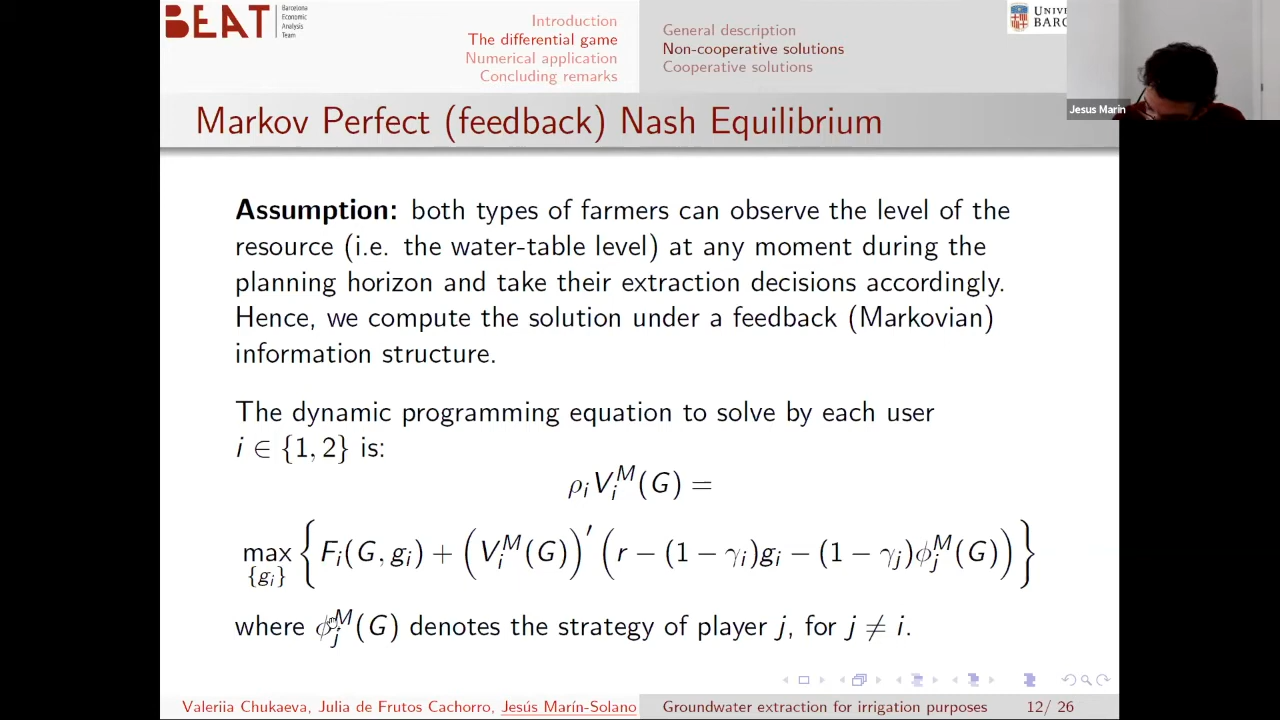 BEAT
Barcelona
Economic
Analysis
Team
Introduction
The differential game
Numerical application
Concluding remarks
General description
Non-cooperative solutions
Cooperative solutions
UNIV
BARC
Jesus Marin
Markov Perfect (feedback) Nash Equilibrium
Assumption: both types of farmers can observe the level of the
resource (i.e. the water-table level) at any moment during the
planning horizon and take their extraction decisions accordingly.
Hence, we compute the solution under a feedback (Markovian)
information structure.
The dynamic programming equation to solve by each user
i ∈ {1, 2} is:
ρ_i V_i^M(G) =
max_{g_i} { F_i(G, g_i) + (V_i^M(G))′ (r − (1 − γ_i)g_i − (1 − γ_j)ϕ_j^M(G)) }
where ϕ_j^M(G) denotes the strategy of player j, for j ≠ i.
Valeriia Chukaeva, Julia de Frutos Cachorro, Jesús Marín-Solano
Groundwater extraction for irrigation purposes
12/ 26